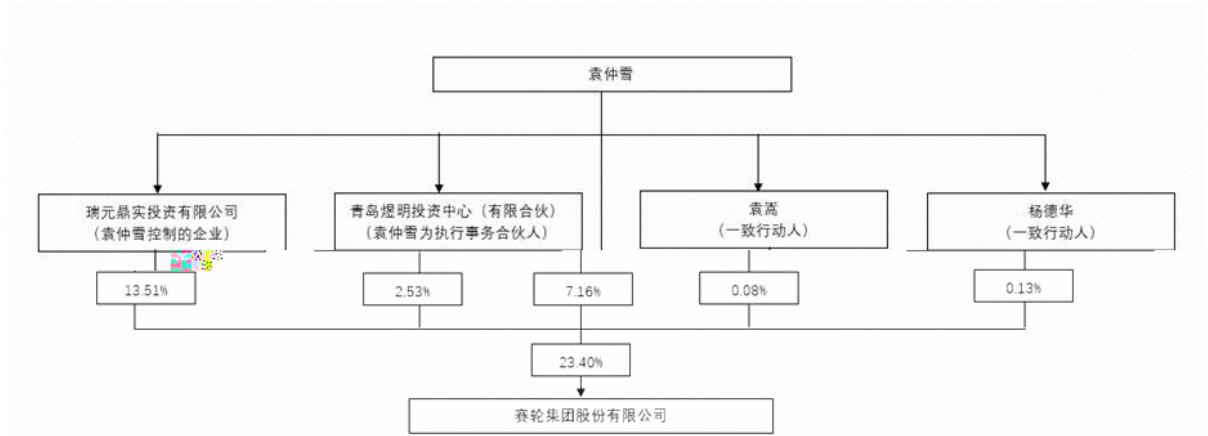 袁仲雪
瑞元鼎实投资有限公司
（袁仲雪控制的企业）
青岛煜明投资中心（有限合伙）
（袁仲雪为执行事务合伙人）
袁嵩
（一致行动人）
杨德华
（一致行动人）
13.51%
2.53%
7.16%
0.08%
0.13%
23.40%
赛轮集团股份有限公司